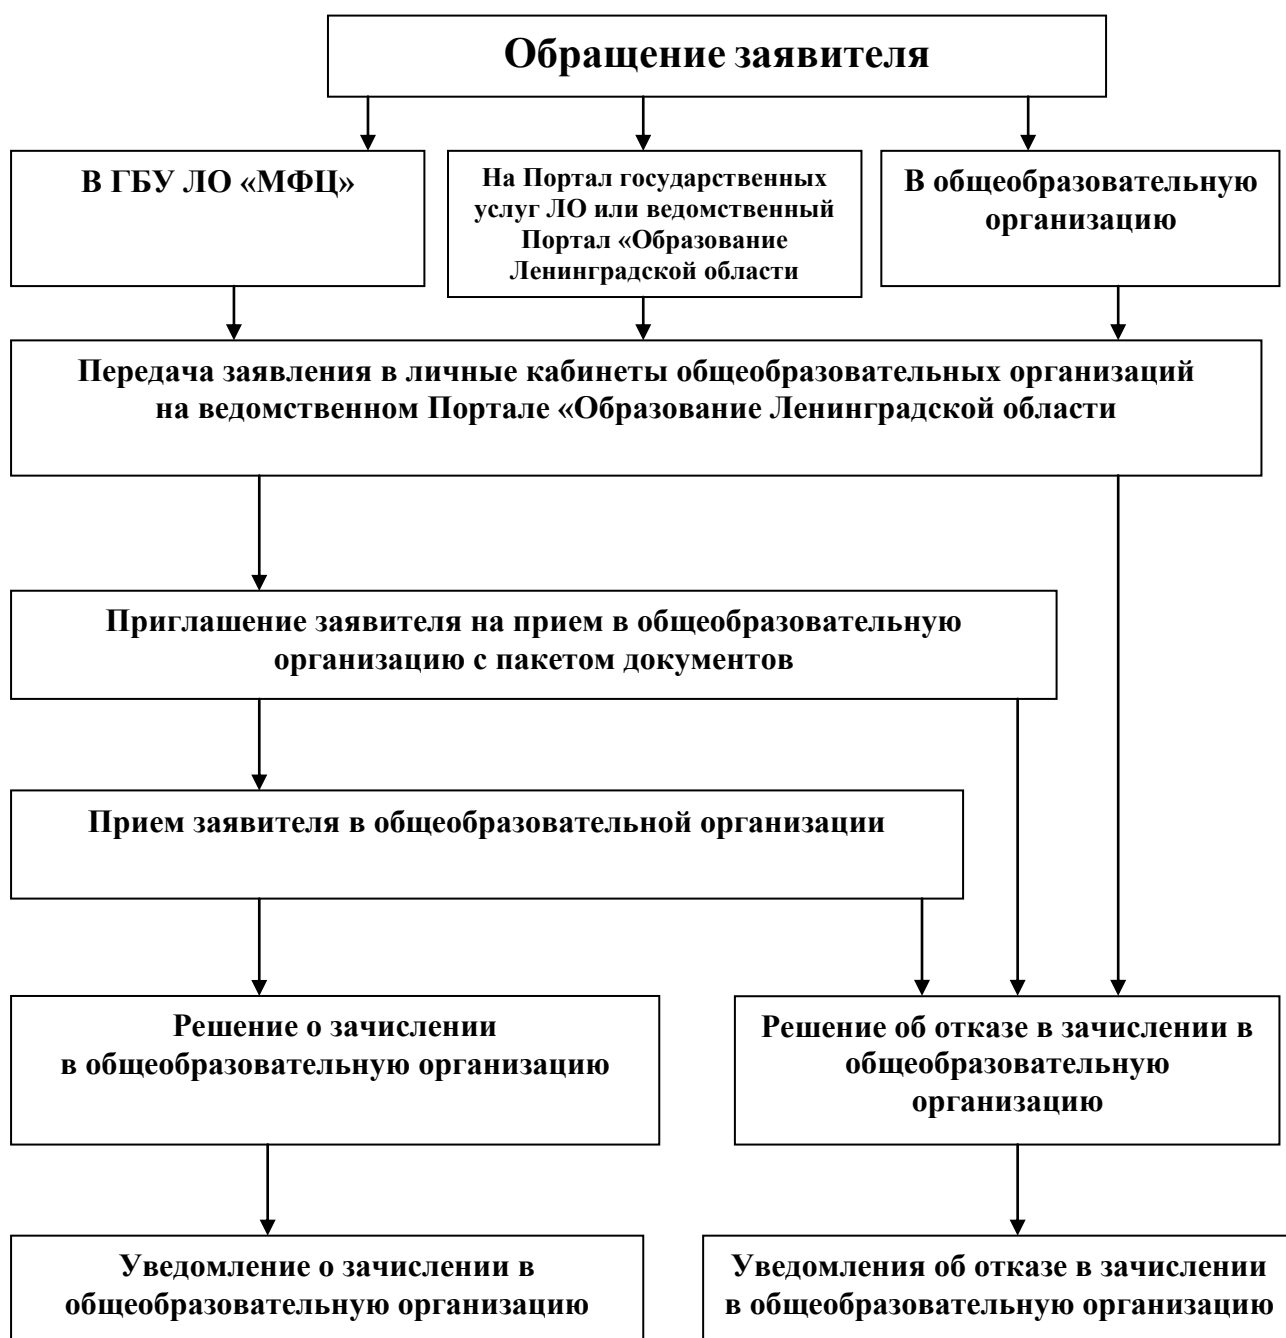 Обращение заявителя
В ГБУ ЛО «МФЦ»
На Портал государственных
услуг ЛО или ведомственный
Портал «Образование
Ленинградской области
В общеобразовательную
организацию
Передача заявления в личные кабинеты общеобразовательных организаций
на ведомственном Портале «Образование Ленинградской области
Приглашение заявителя на прием в общеобразовательную
организацию с пакетом документов
Прием заявителя в общеобразовательной организации
Решение о зачислении
в общеобразовательную организацию
Решение об отказе в зачислении в
общеобразовательную
организацию
Уведомление о зачислении в
общеобразовательную организацию
Уведомления об отказе в зачислении
в общеобразовательную организацию